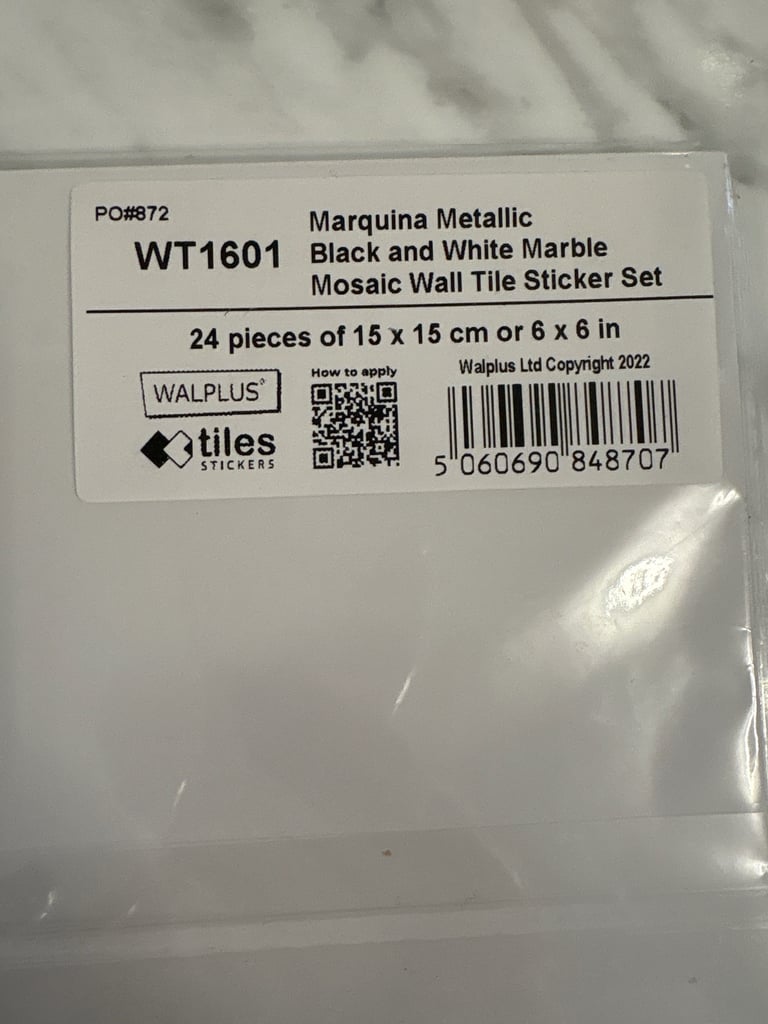 PO#872
WT1601
Marquina Metallic
Black and White Marble
Mosaic Wall Tile Sticker Set
24 pieces of 15 x 15 cm or 6 x 6 in
WALPLUS®
tiles
STICKERS
How to apply
Walplus Ltd Copyright 2022
5 060690 848707